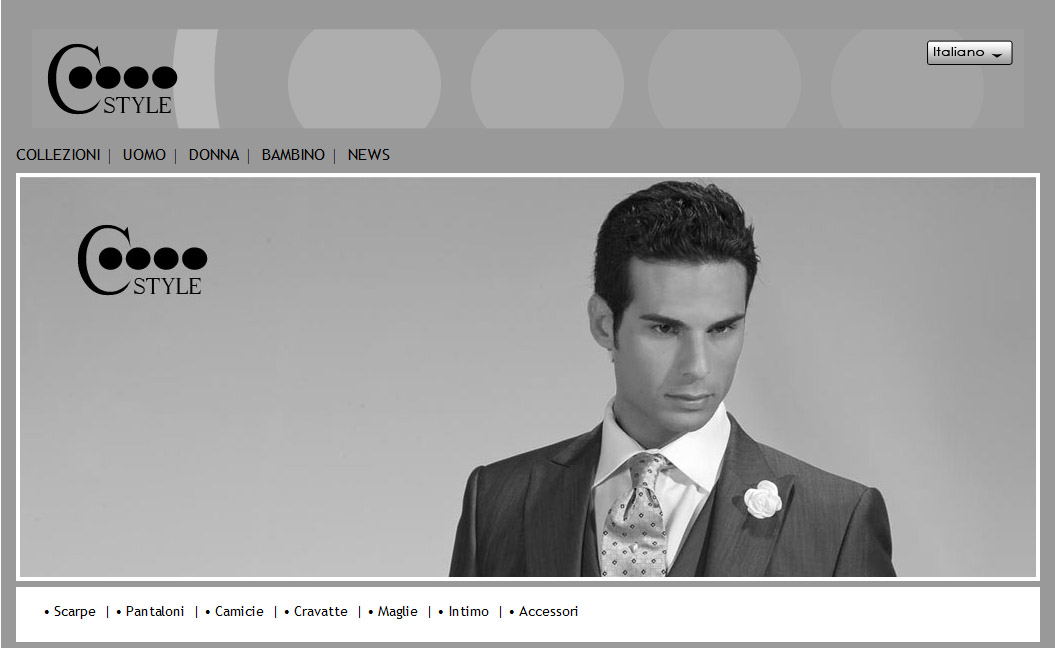 C●●●●
STYLE
Italiano
COLLEZIONI | UOMO | DONNA | BAMBINO | NEWS
C●●●●
STYLE
• Scarpe | • Pantaloni | • Camicie | • Cravatte | • Maglie | • Intimo | • Accessori